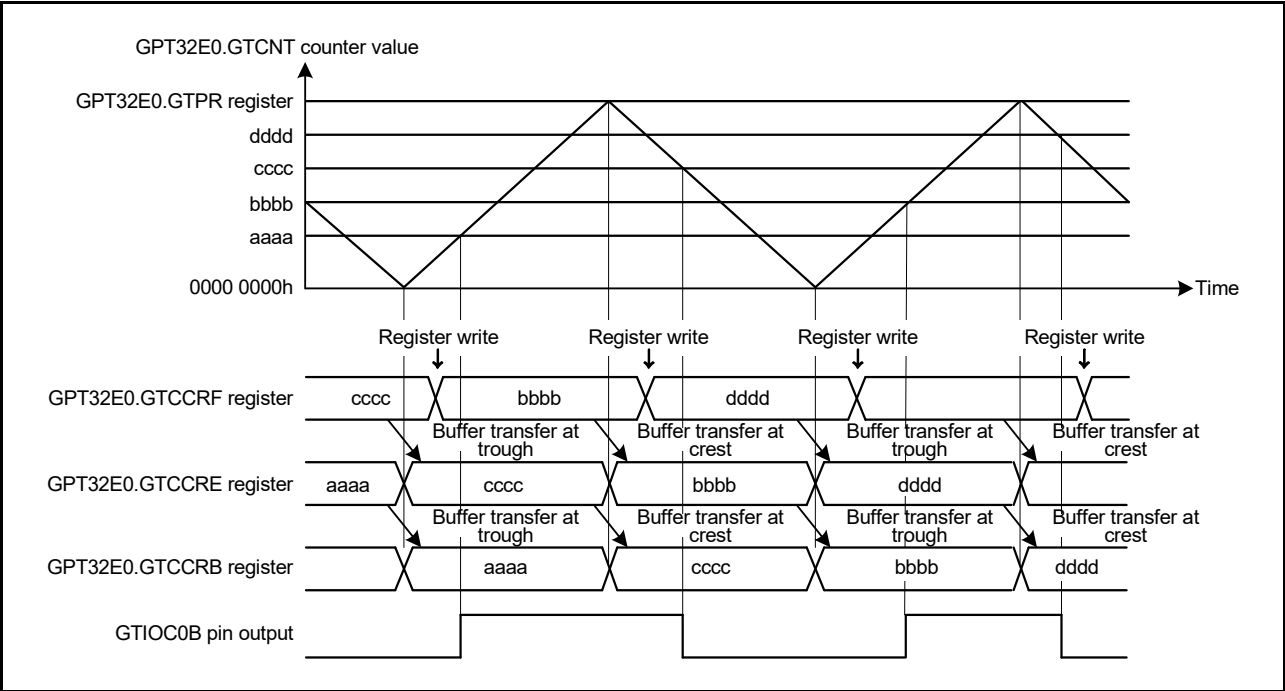 GPT32E0.GTCNT counter value
GPT32E0.GTPR register
dddd
cccc
bbbb
aaaa
0000 0000h
Time
Register write
Register write
Register write
Register write
GPT32E0.GTCCRF register
cccc
bbbb
dddd
Buffer transfer at
trough
Buffer transfer at
crest
Buffer transfer at
trough
Buffer transfer at
crest
GPT32E0.GTCCRE register
aaaa
cccc
bbbb
dddd
Buffer transfer at
trough
Buffer transfer at
crest
Buffer transfer at
trough
Buffer transfer at
crest
GPT32E0.GTCCRB register
aaaa
cccc
bbbb
dddd
GTIOC0B pin output